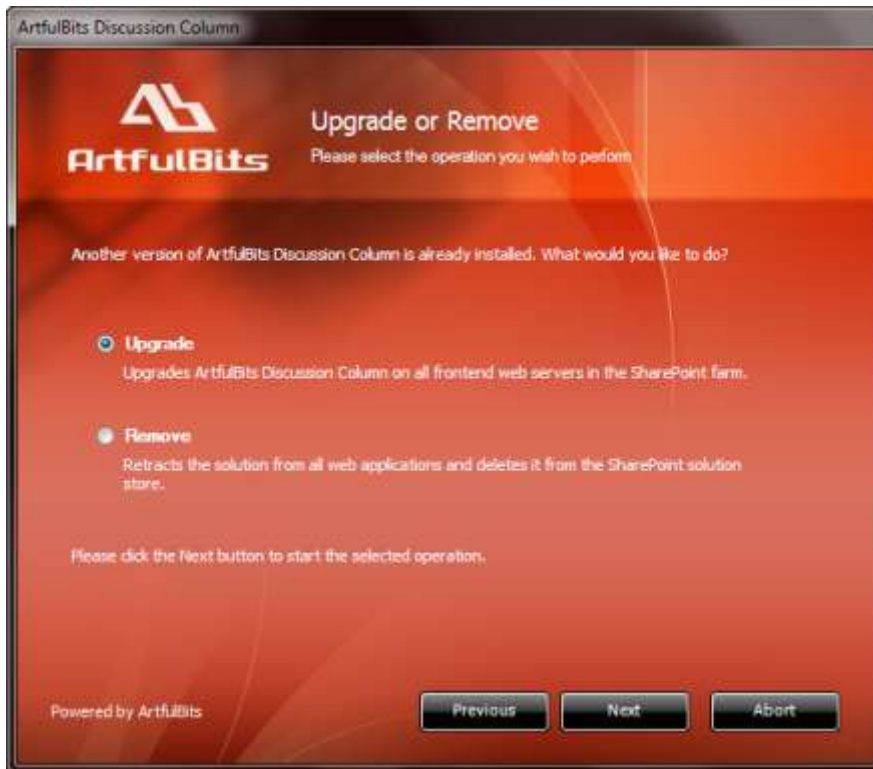 ArtfulBits Discussion Column
ArtfulBits
Upgrade or Remove
Please select the operation you wish to perform
Another version of ArtfulBits Discussion Column is already installed. What would you like to do?
Upgrade
Upgrades ArtfulBits Discussion Column on all frontend web servers in the SharePoint farm.
Remove
Retracts the solution from all web applications and deletes it from the SharePoint solution
store.
Please click the Next button to start the selected operation.
Powered by ArtfulBits
Previous
Next
Abort